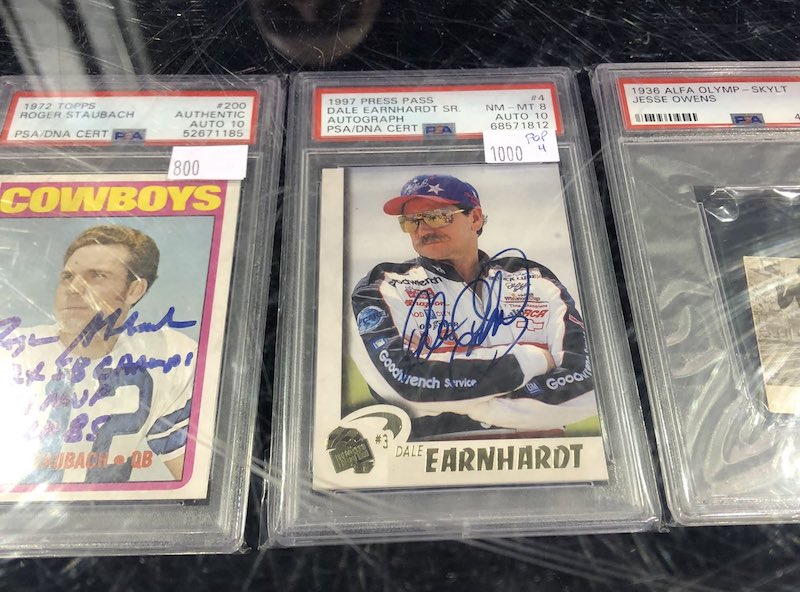 1972 TOPPS #200
ROGER STAUBACH AUTHENTIC
AUTO 10
PSA/DNA CERT PSA 52671185
800
COWBOYS
STAUBACH • QB
1997 PRESS PASS #4
DALE EARNHARDT SR. NM-MT 8
AUTOGRAPH AUTO 10
PSA/DNA CERT PSA 68571812
1000 POP
4
Goodwrench
Goodwrench Service
GM Goodw
#3 DALE EARNHARDT
1936 ALFA OLYMP-SKYLT
JESSE OWENS
PSA 4